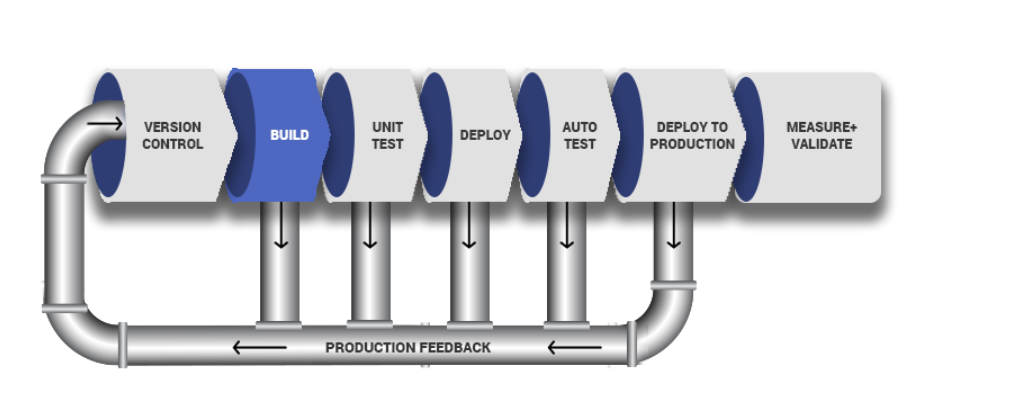 VERSION
CONTROL
BUILD
UNIT
TEST
DEPLOY
AUTO
TEST
DEPLOY TO
PRODUCTION
MEASURE+
VALIDATE
PRODUCTION FEEDBACK